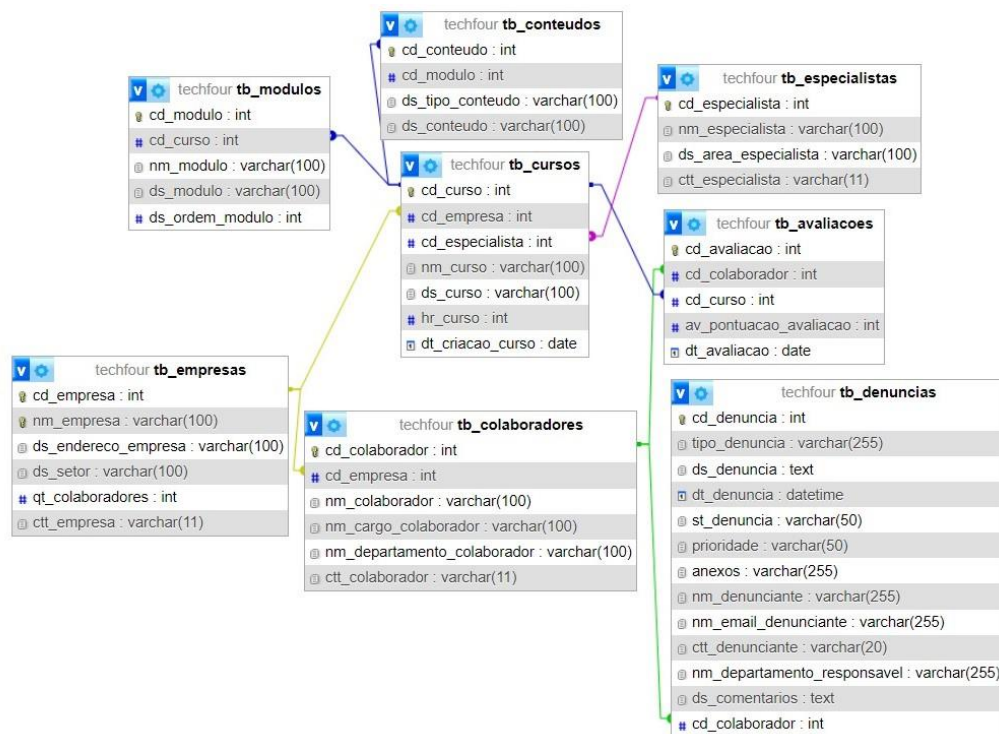 techfour tb_conteudos
cd_conteudo : int
cd_modulo : int
ds_tipo_conteudo : varchar(100)
ds_conteudo : varchar(100)
techfour tb_modulos
cd_modulo : int
cd_curso : int
nm_modulo : varchar(100)
ds_modulo : varchar(100)
ds_ordem_modulo : int
techfour tb_especialistas
cd_especialista : int
nm_especialista : varchar(100)
ds_area_especialista : varchar(100)
ctt_especialista : varchar(11)
techfour tb_cursos
cd_curso : int
cd_empresa : int
cd_especialista : int
nm_curso : varchar(100)
ds_curso : varchar(100)
hr_curso : int
dt_criacao_curso : date
techfour tb_avaliacoes
cd_avaliacao : int
cd_colaborador : int
cd_curso : int
av_pontuacao_avaliacao : int
dt_avaliacao : date
techfour tb_empresas
cd_empresa : int
nm_empresa : varchar(100)
ds_endereco_empresa : varchar(100)
ds_setor : varchar(100)
qt_colaboradores : int
ctt_empresa : varchar(11)
techfour tb_colaboradores
cd_colaborador : int
cd_empresa : int
nm_colaborador : varchar(100)
nm_cargo_colaborador : varchar(100)
nm_departamento_colaborador : varchar(100)
ctt_colaborador : varchar(11)
techfour tb_denuncias
cd_denuncia : int
tipo_denuncia : varchar(255)
ds_denuncia : text
dt_denuncia : datetime
st_denuncia : varchar(50)
prioridade : varchar(50)
anexos : varchar(255)
nm_denunciante : varchar(255)
nm_email_denunciante : varchar(255)
ctt_denunciante : varchar(20)
nm_departamento_responsavel : varchar(255)
ds_comentarios : text
cd_colaborador : int